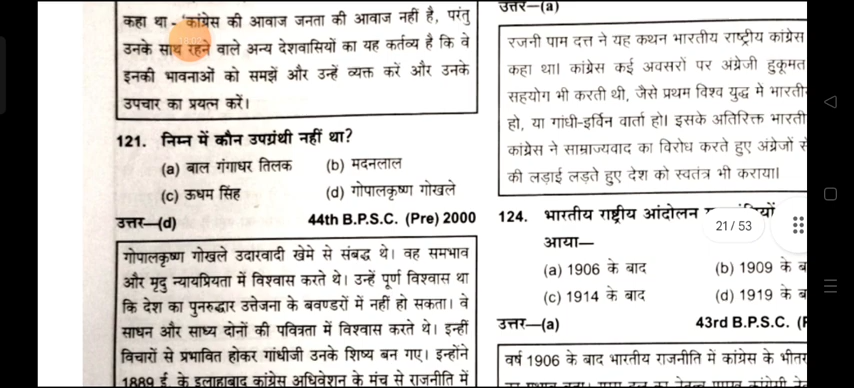 कहा था - 'कांग्रेस की आवाज जनता की आवाज नहीं है, परंतु
उनके साथ रहने वाले अन्य देशवासियों का यह कर्तव्य है कि वे
इनकी भावनाओं को समझें और उन्हें व्यक्त करें और उनके
उपचार का प्रयत्न करें।
121. निम्न में कौन उपग्रंथी नहीं था?
(a) बाल गंगाधर तिलक (b) मदनलाल
(c) ऊधम सिंह (d) गोपालकृष्ण गोखले
उत्तर—(d) 44th B.P.S.C. (Pre) 2000
गोपालकृष्ण गोखले उदारवादी खेमे से संबद्ध थे। वह समभाव
और मृदु न्यायप्रियता में विश्वास करते थे। उन्हें पूर्ण विश्वास था
कि देश का पुनरुद्धार उत्तेजना के बवण्डरों में नहीं हो सकता। वे
साधन और साध्य दोनों की पवित्रता में विश्वास करते थे। इन्हीं
विचारों से प्रभावित होकर गांधीजी उनके शिष्य बन गए। इन्होंने
1889 ई. के इलाहाबाद कांग्रेस अधिवेशन के मंच से राजनीति में
उत्तर—(a)
रजनी पाम दत्त ने यह कथन भारतीय राष्ट्रीय कांग्रेस
कहा था। कांग्रेस कई अवसरों पर अंग्रेजी हुकूमत
सहयोग भी करती थी, जैसे प्रथम विश्व युद्ध में भारती
हो, या गांधी-इर्विन वार्ता हो। इसके अतिरिक्त भारती
कांग्रेस ने साम्राज्यवाद का विरोध करते हुए अंग्रेजों से
की लड़ाई लड़ते हुए देश को स्वतंत्र भी कराया।
124. भारतीय राष्ट्रीय आंदोलन
आया—
(a) 1906 के बाद (b) 1909 के ब
(c) 1914 के बाद (d) 1919 के ब
उत्तर—(a) 43rd B.P.S.C. (P
वर्ष 1906 के बाद भारतीय राजनीति में कांग्रेस के भीतर
21 / 53